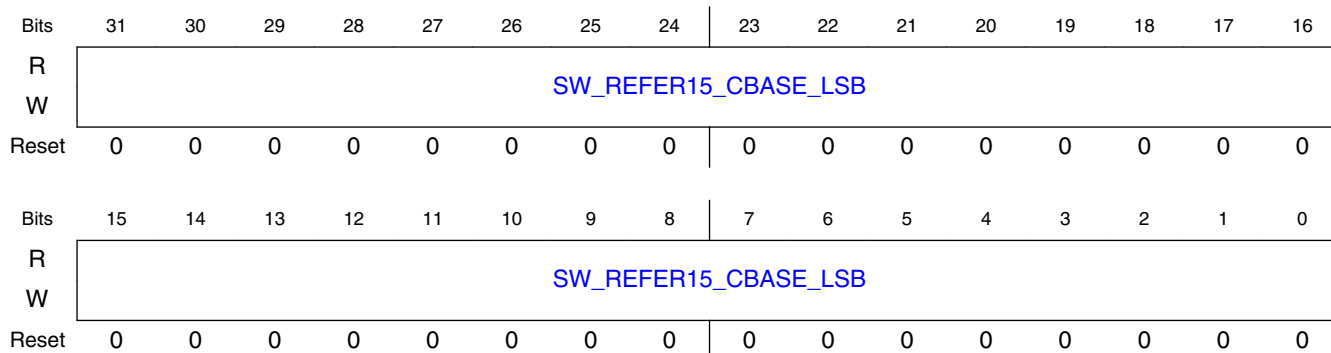 Bits 31 30 29 28 27 26 25 24 23 22 21 20 19 18 17 16
R
SW_REFER15_CBASE_LSB
W
Reset 0 0 0 0 0 0 0 0 0 0 0 0 0 0 0 0
Bits 15 14 13 12 11 10 9 8 7 6 5 4 3 2 1 0
R
SW_REFER15_CBASE_LSB
W
Reset 0 0 0 0 0 0 0 0 0 0 0 0 0 0 0 0